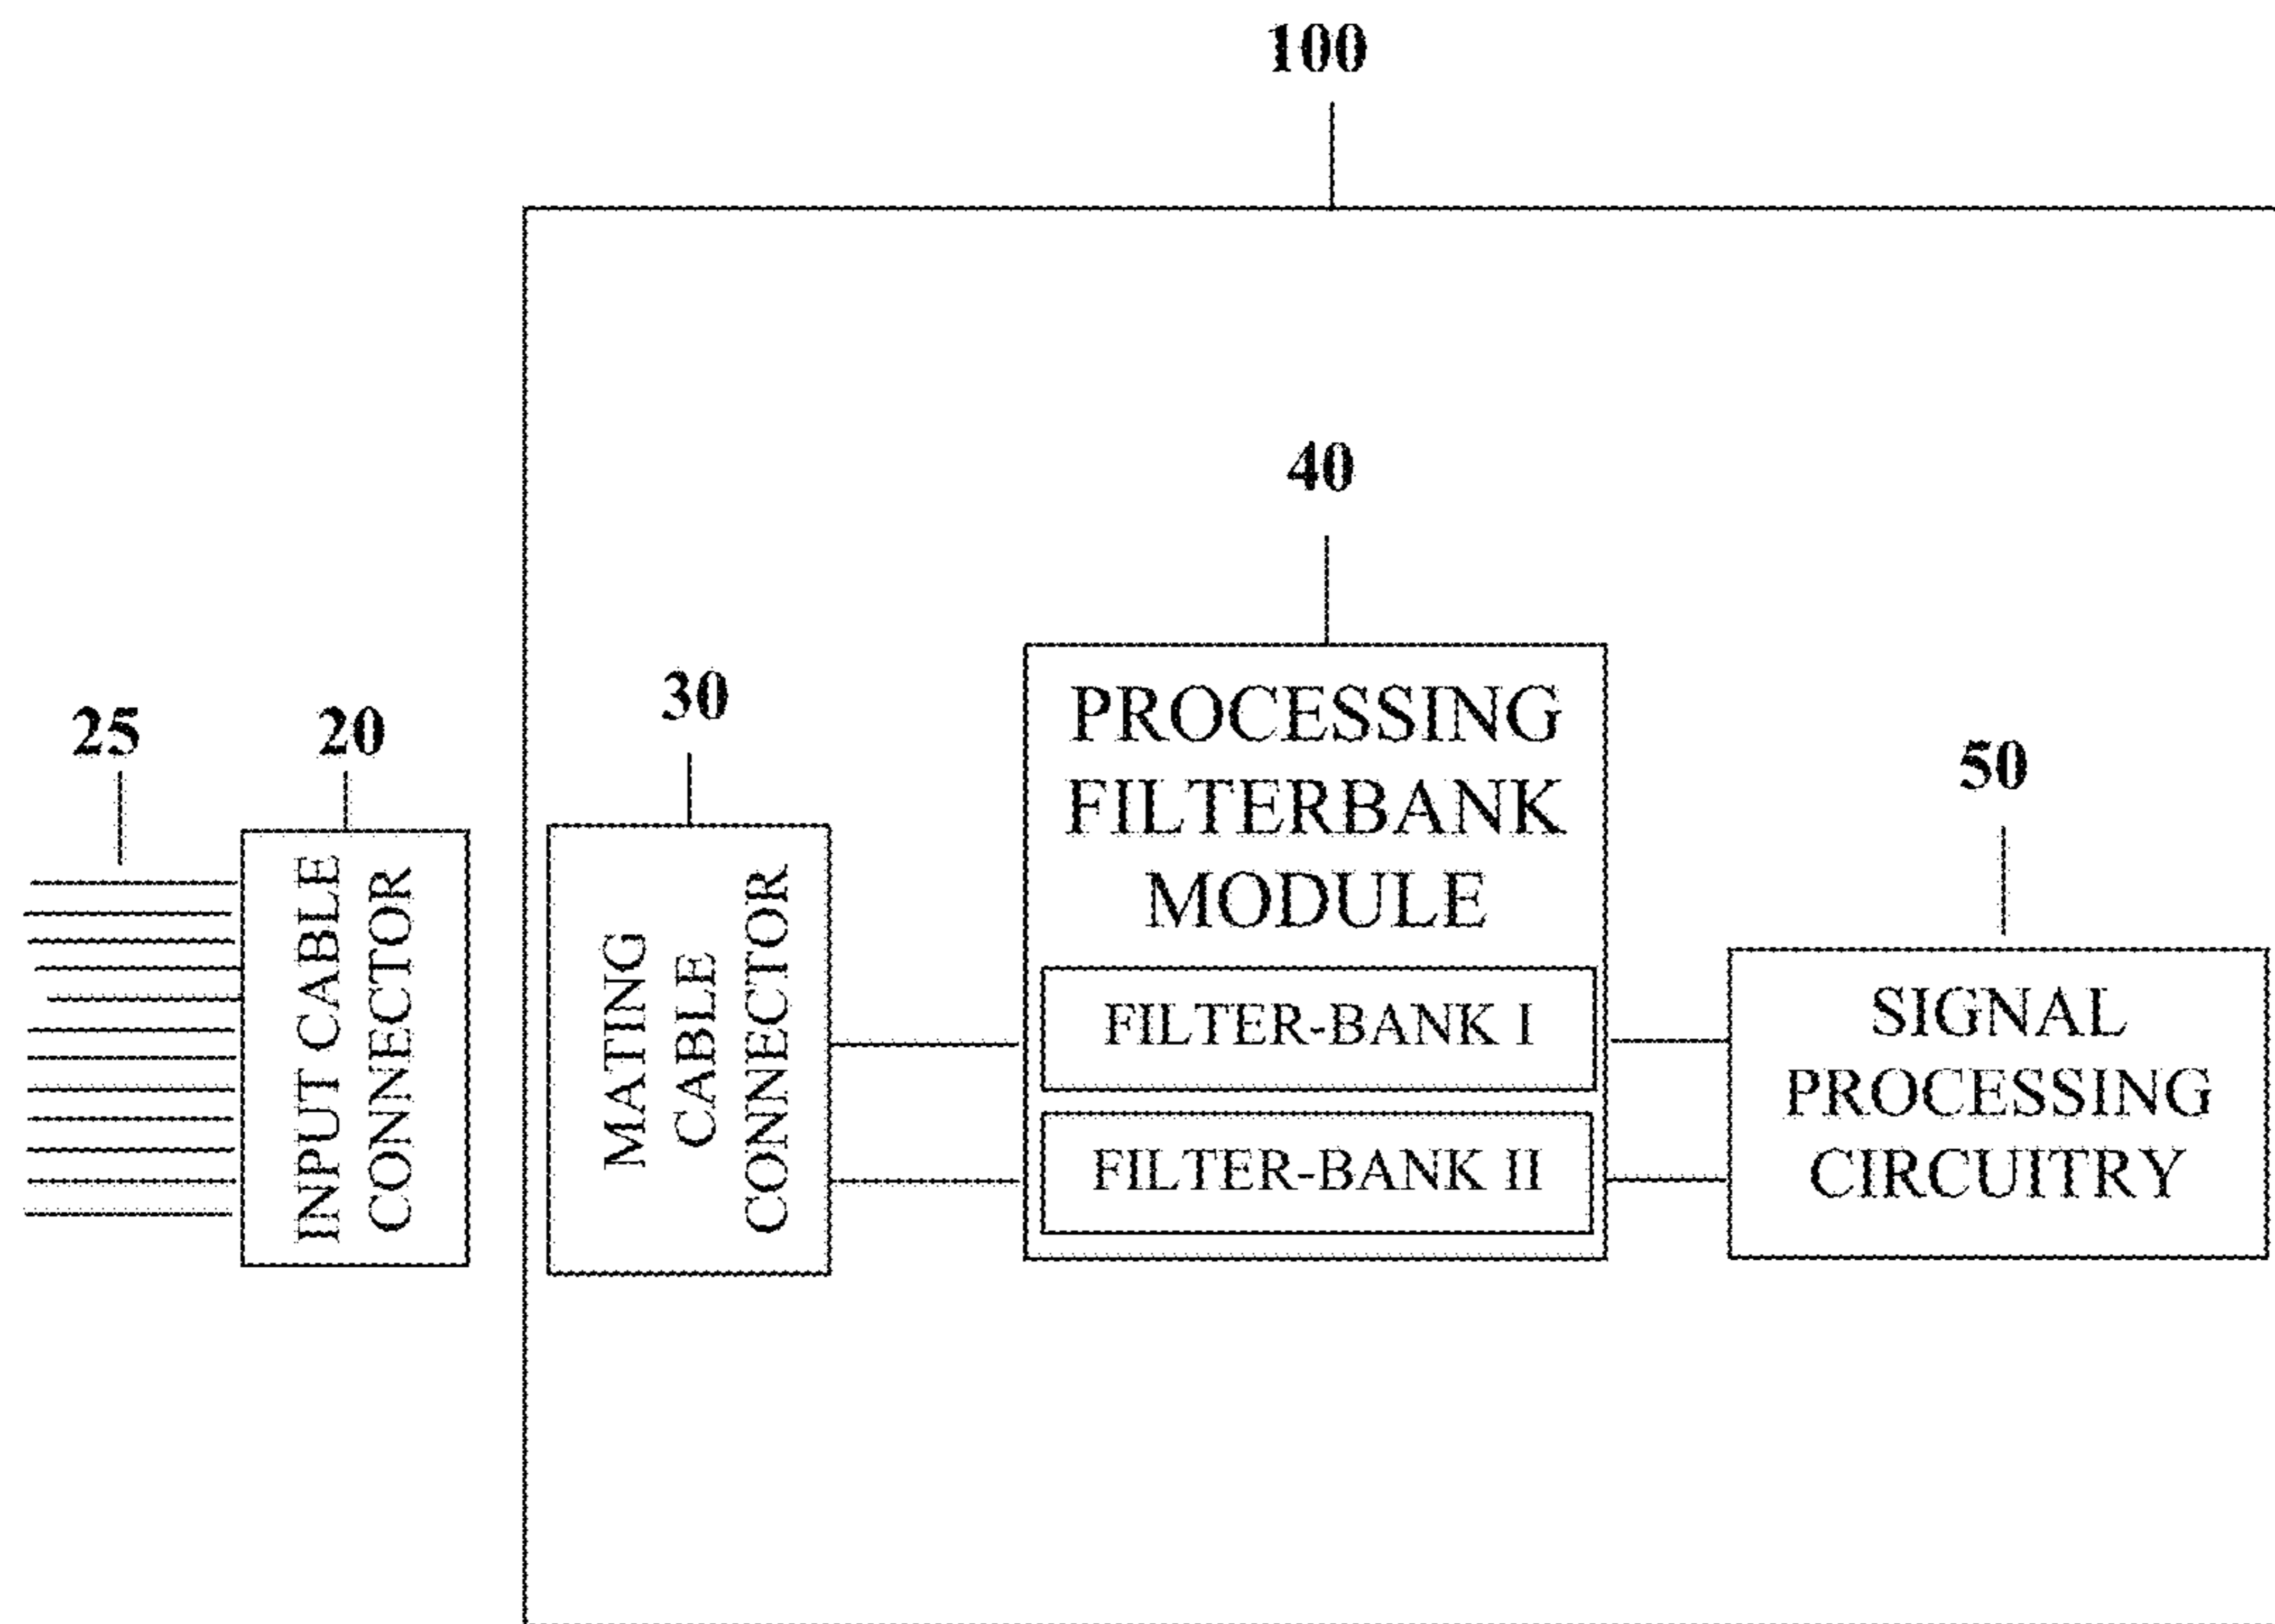 100
40
30
25
20
50
INPUT CABLE
CONNECTOR
MATING
CABLE
CONNECTOR
PROCESSING
FILTERBANK
MODULE
FILTER-BANK I
FILTER-BANK II
SIGNAL
PROCESSING
CIRCUITRY